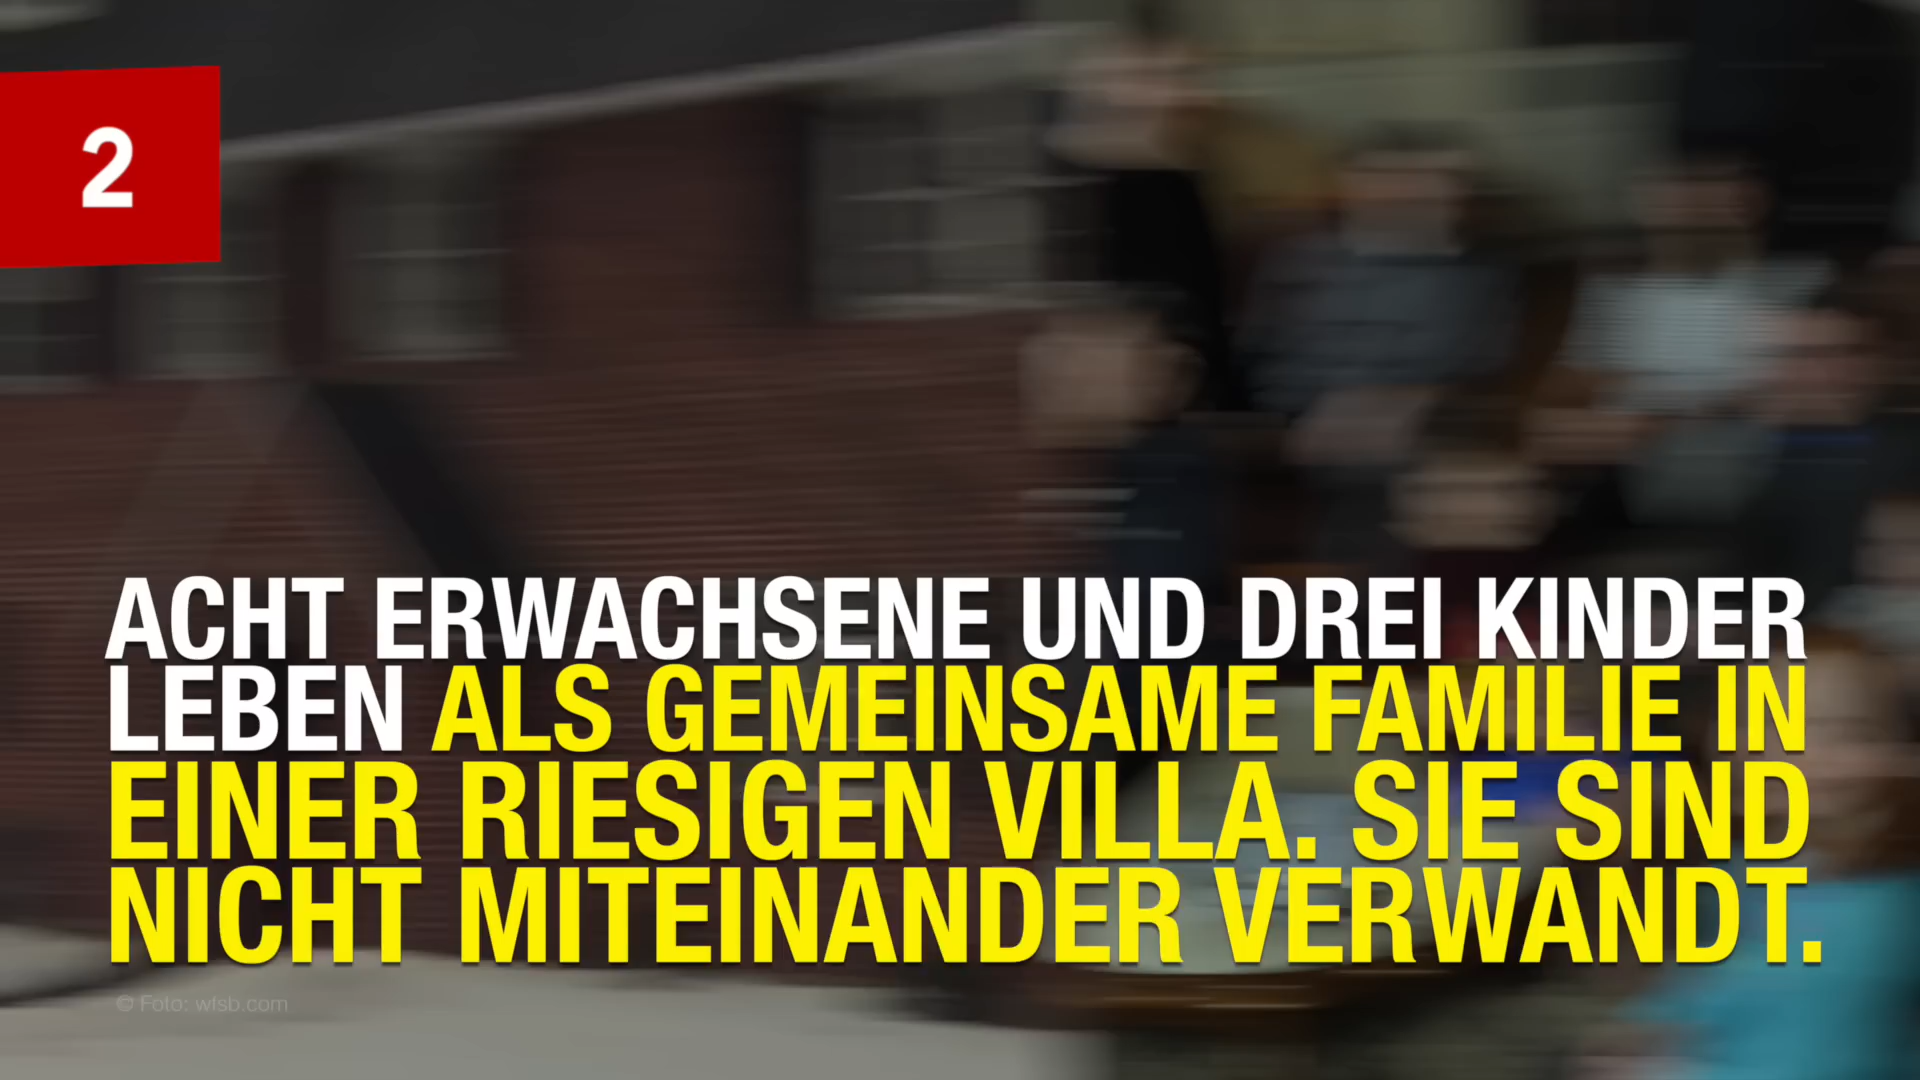 2
ACHT ERWACHSENE UND DREI KINDER
LEBEN ALS GEMEINSAME FAMILIE IN
EINER RIESIGEN VILLA. SIE SIND
NICHT MITEINANDER VERWANDT.
© Foto: wfsb.com